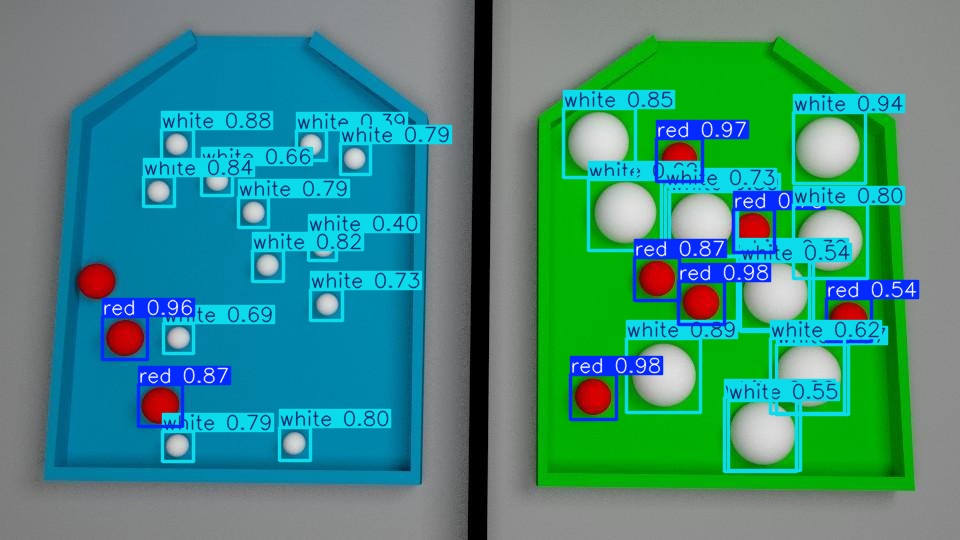 white 0.88
white 0.39
white 0.79
white 0.66
white 0.84
white 0.79
white 0.40
white 0.82
white 0.73
red 0.96
white 0.69
red 0.87
white 0.79
white 0.80
white 0.85
white 0.94
red 0.97
white
white 0.73
white 0.80
red
red 0.87
white 0.54
red 0.98
red 0.54
white 0.89
white 0.62
red 0.98
white 0.55